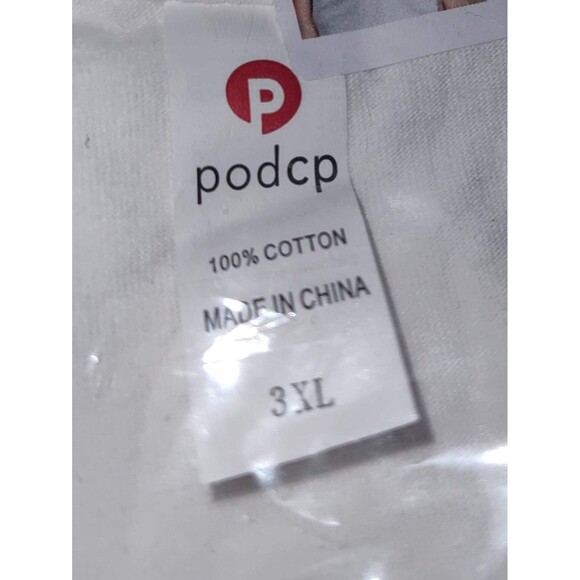 P
podcp
100% COTTON
MADE IN CHINA
3XL